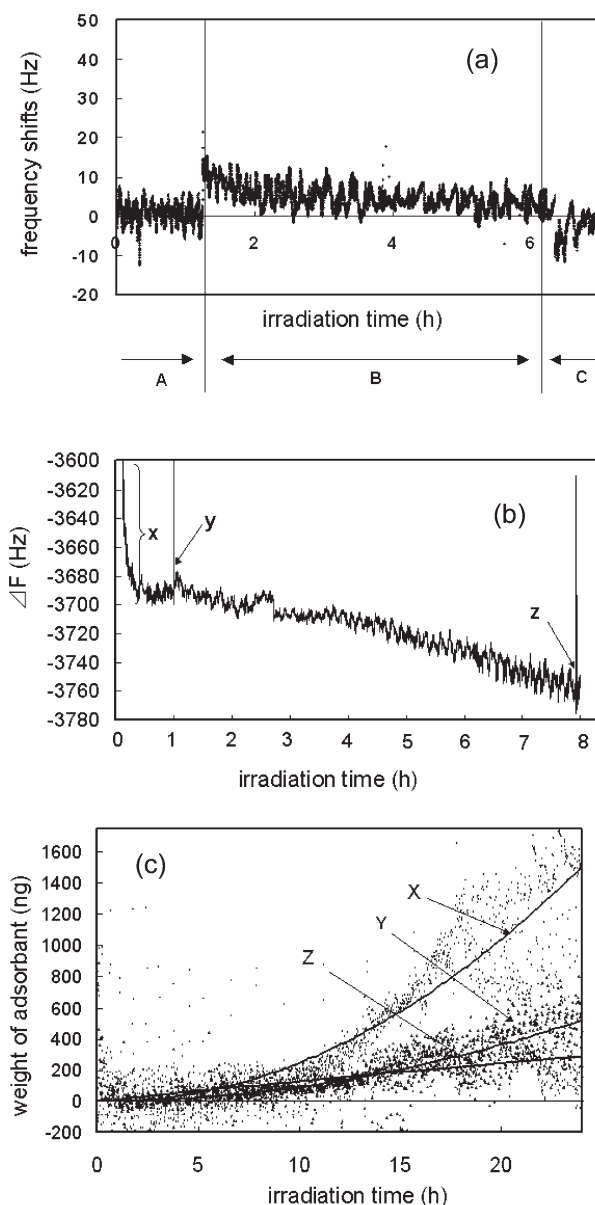 (a)
frequency shifts (Hz)
50
40
30
20
10
0
-10
-20
0
2
4
6
irradiation time (h)
A
B
C
(b)
⊿F (Hz)
-3600
-3620
-3640
-3660
-3680
-3700
-3720
-3740
-3760
-3780
x
y
z
0 1 2 3 4 5 6 7 8
irradiation time (h)
(c)
weight of adsorbant (ng)
1600
1400
1200
1000
800
600
400
200
0
-200
X
Y
Z
0 5 10 15 20
irradiation time (h)